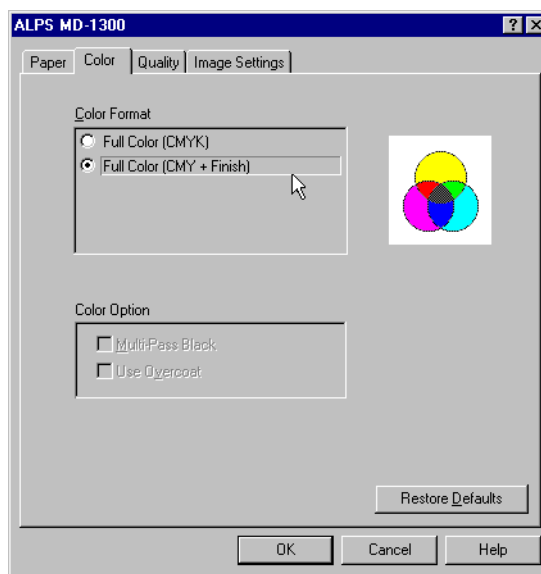 ALPS MD-1300
Paper Color Quality Image Settings
Color Format
Full Color (CMYK)
Full Color (CMY + Finish)
Color Option
Multi-Pass Black
Use Overcoat
Restore Defaults
OK Cancel Help